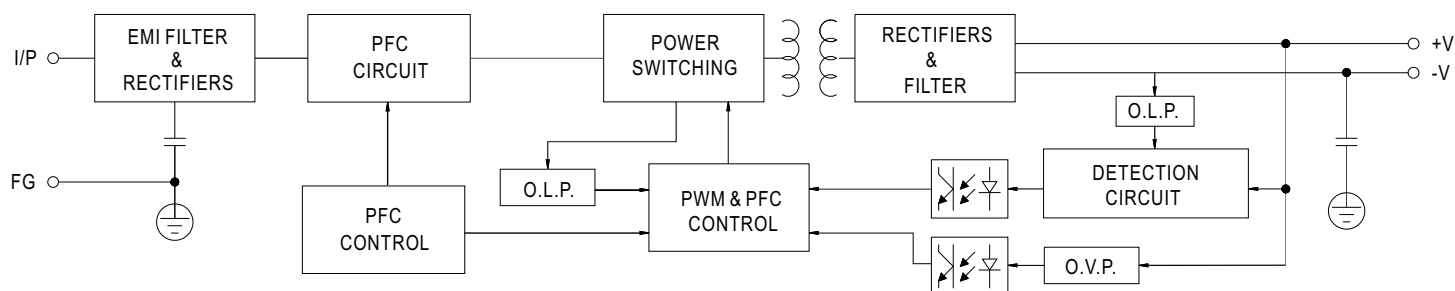 I/P
EMI FILTER
&
RECTIFIERS
PFC
CIRCUIT
POWER
SWITCHING
RECTIFIERS
&
FILTER
+V
-V
O.L.P.
FG
O.L.P.
PFC
CONTROL
PWM & PFC
CONTROL
DETECTION
CIRCUIT
O.V.P.